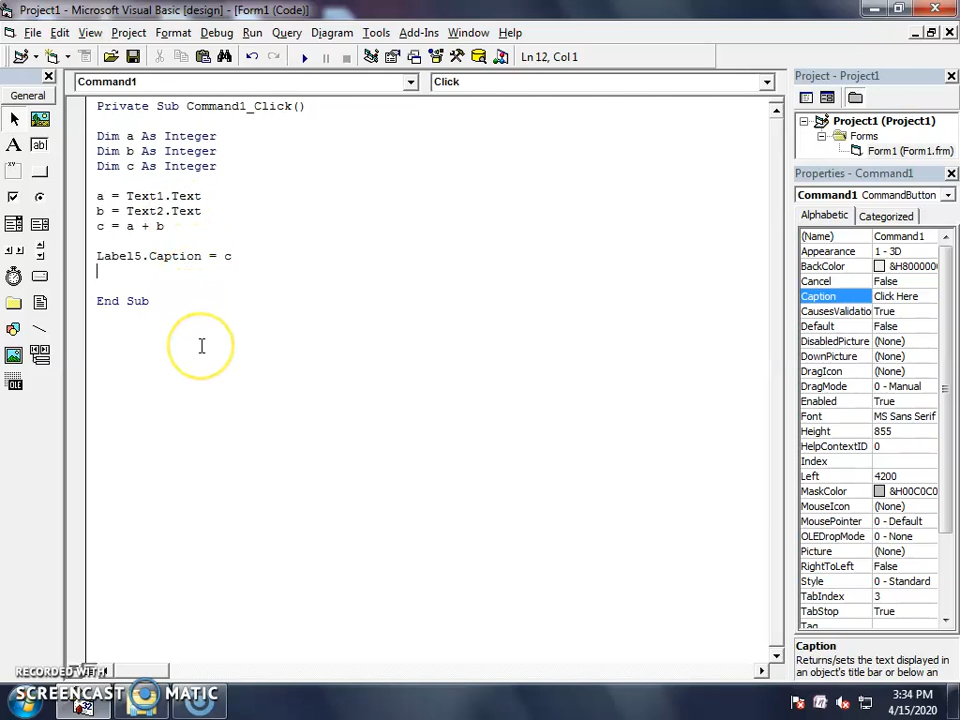 Project1 - Microsoft Visual Basic [design] - [Form1 (Code)]
File Edit View Project Format Debug Run Query Diagram Tools Add-Ins Window Help
Ln 12, Col 1
General
Command1
Click
Private Sub Command1_Click()
Dim a As Integer
Dim b As Integer
Dim c As Integer
a = Text1.Text
b = Text2.Text
c = a + b
Label5.Caption = c
End Sub
Project - Project1
Project1 (Project1)
Forms
Form1 (Form1.frm)
Properties - Command1
Command1 CommandButton
Alphabetic Categorized
(Name) Command1
Appearance 1 - 3D
BackColor &H8000000
Cancel False
Caption Click Here
CausesValidatio True
Default False
DisabledPicture (None)
DownPicture (None)
DragIcon (None)
DragMode 0 - Manual
Enabled True
Font MS Sans Serif
Height 855
HelpContextID 0
Index
Left 4200
MaskColor &H00C0C0
MouseIcon (None)
MousePointer 0 - Default
OLEDropMode 0 - None
Picture (None)
RightToLeft False
Style 0 - Standard
TabIndex 3
TabStop True
Tag
Caption
Returns/sets the text displayed in
an object's title bar or below an
RECORDED WITH
SCREENCAST MATIC
3:34 PM
4/15/2020